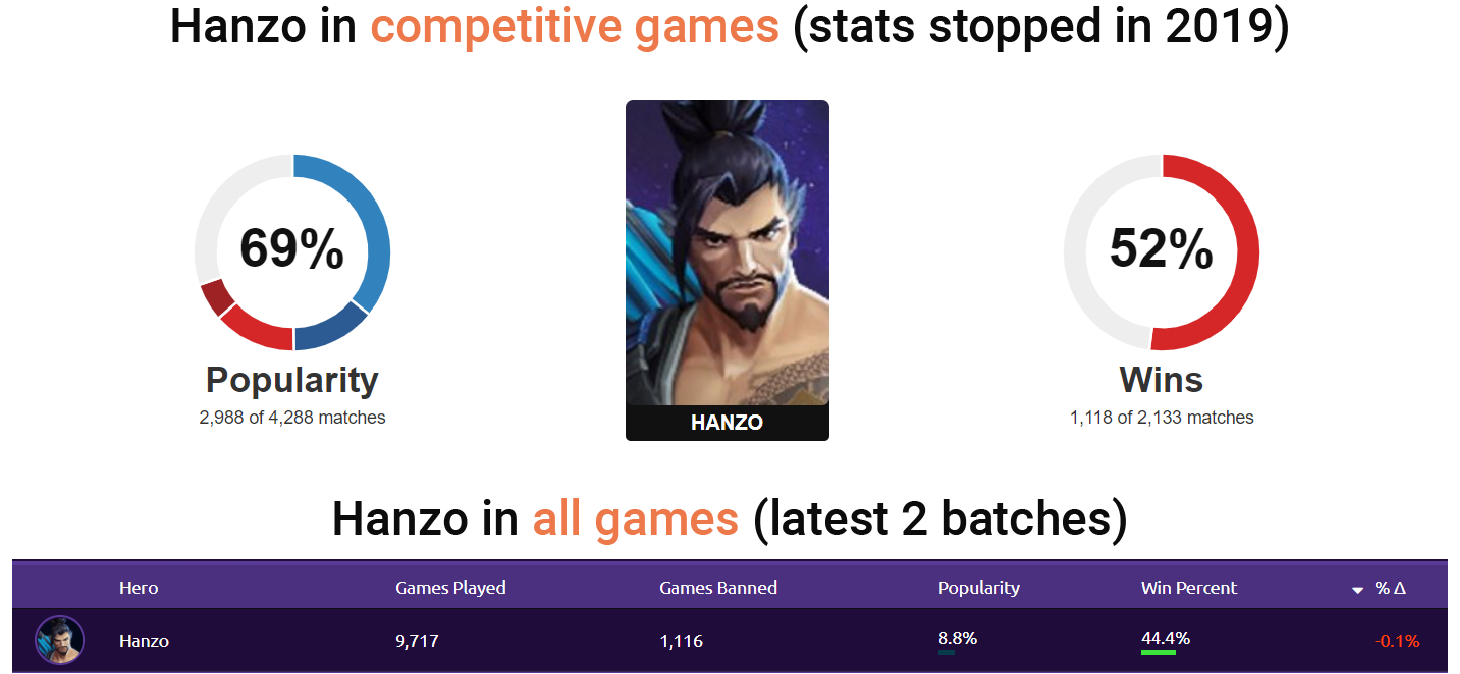 Hanzo in competitive games (stats stopped in 2019)
69%
Popularity
2,988 of 4,288 matches
HANZO
52%
Wins
1,118 of 2,133 matches
Hanzo in all games (latest 2 batches)
Hero Games Played Games Banned Popularity Win Percent % Δ
Hanzo 9,717 1,116 8.8% 44.4% -0.1%